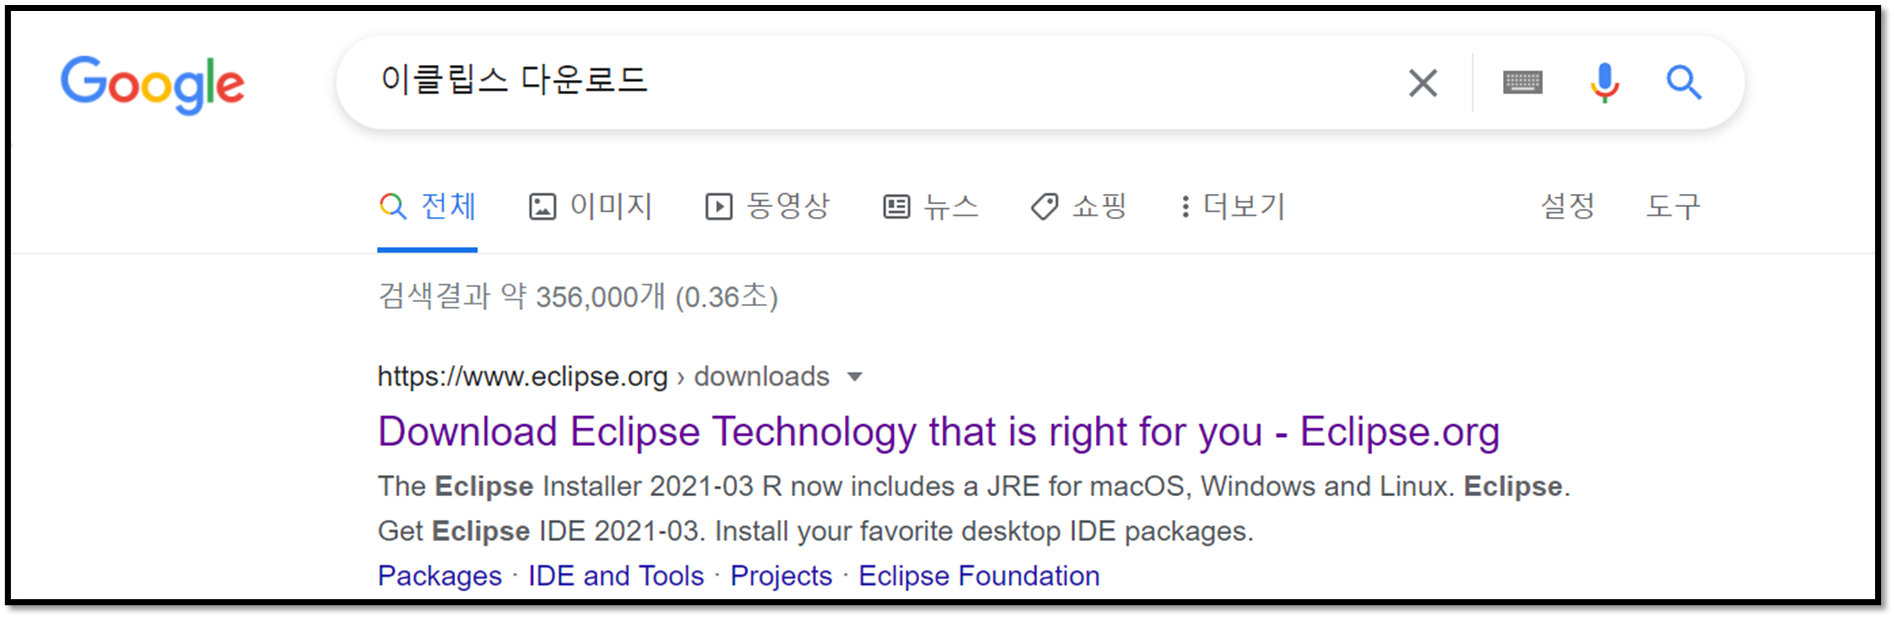 Google 이클립스 다운로드
전체 이미지 동영상 뉴스 쇼핑 더보기 설정 도구
검색결과 약 356,000개 (0.36초)
https://www.eclipse.org › downloads
Download Eclipse Technology that is right for you - Eclipse.org
The Eclipse Installer 2021-03 R now includes a JRE for macOS, Windows and Linux. Eclipse.
Get Eclipse IDE 2021-03. Install your favorite desktop IDE packages.
Packages · IDE and Tools · Projects · Eclipse Foundation